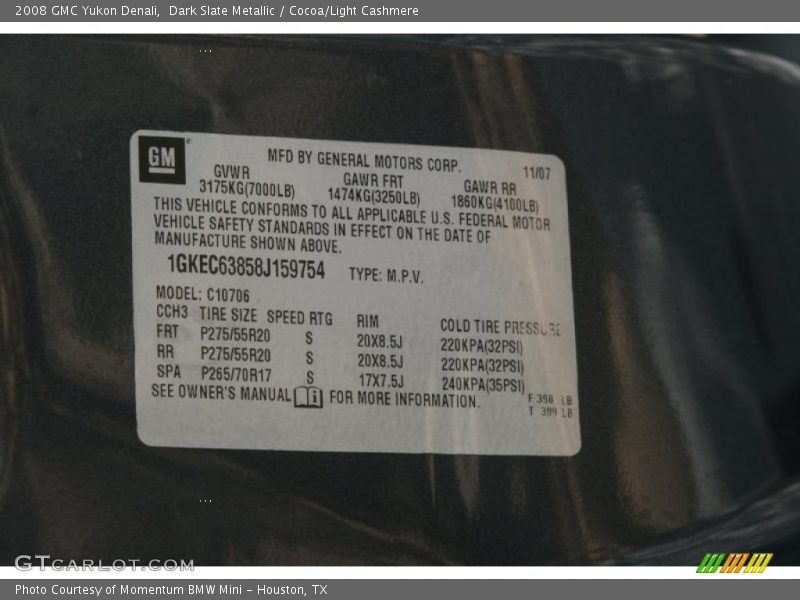 2008 GMC Yukon Denali, Dark Slate Metallic / Cocoa/Light Cashmere
GM
MFD BY GENERAL MOTORS CORP. 11/07
GVWR GAWR FRT GAWR RR
3175KG(7000LB) 1474KG(3250LB) 1860KG(4100LB)
THIS VEHICLE CONFORMS TO ALL APPLICABLE U.S. FEDERAL MOTOR
VEHICLE SAFETY STANDARDS IN EFFECT ON THE DATE OF
MANUFACTURE SHOWN ABOVE.
1GKEC63858J159754 TYPE: M.P.V.
MODEL: C10706
CCH3 TIRE SIZE SPEED RTG RIM COLD TIRE PRESSURE
FRT P275/55R20 S 20X8.5J 220KPA(32PSI)
RR P275/55R20 S 20X8.5J 220KPA(32PSI)
SPA P265/70R17 S 17X7.5J 240KPA(35PSI)
SEE OWNER'S MANUAL i FOR MORE INFORMATION.
F 398 LB
T 399 LB
GTCARLOT.COM
Photo Courtesy of Momentum BMW Mini - Houston, TX